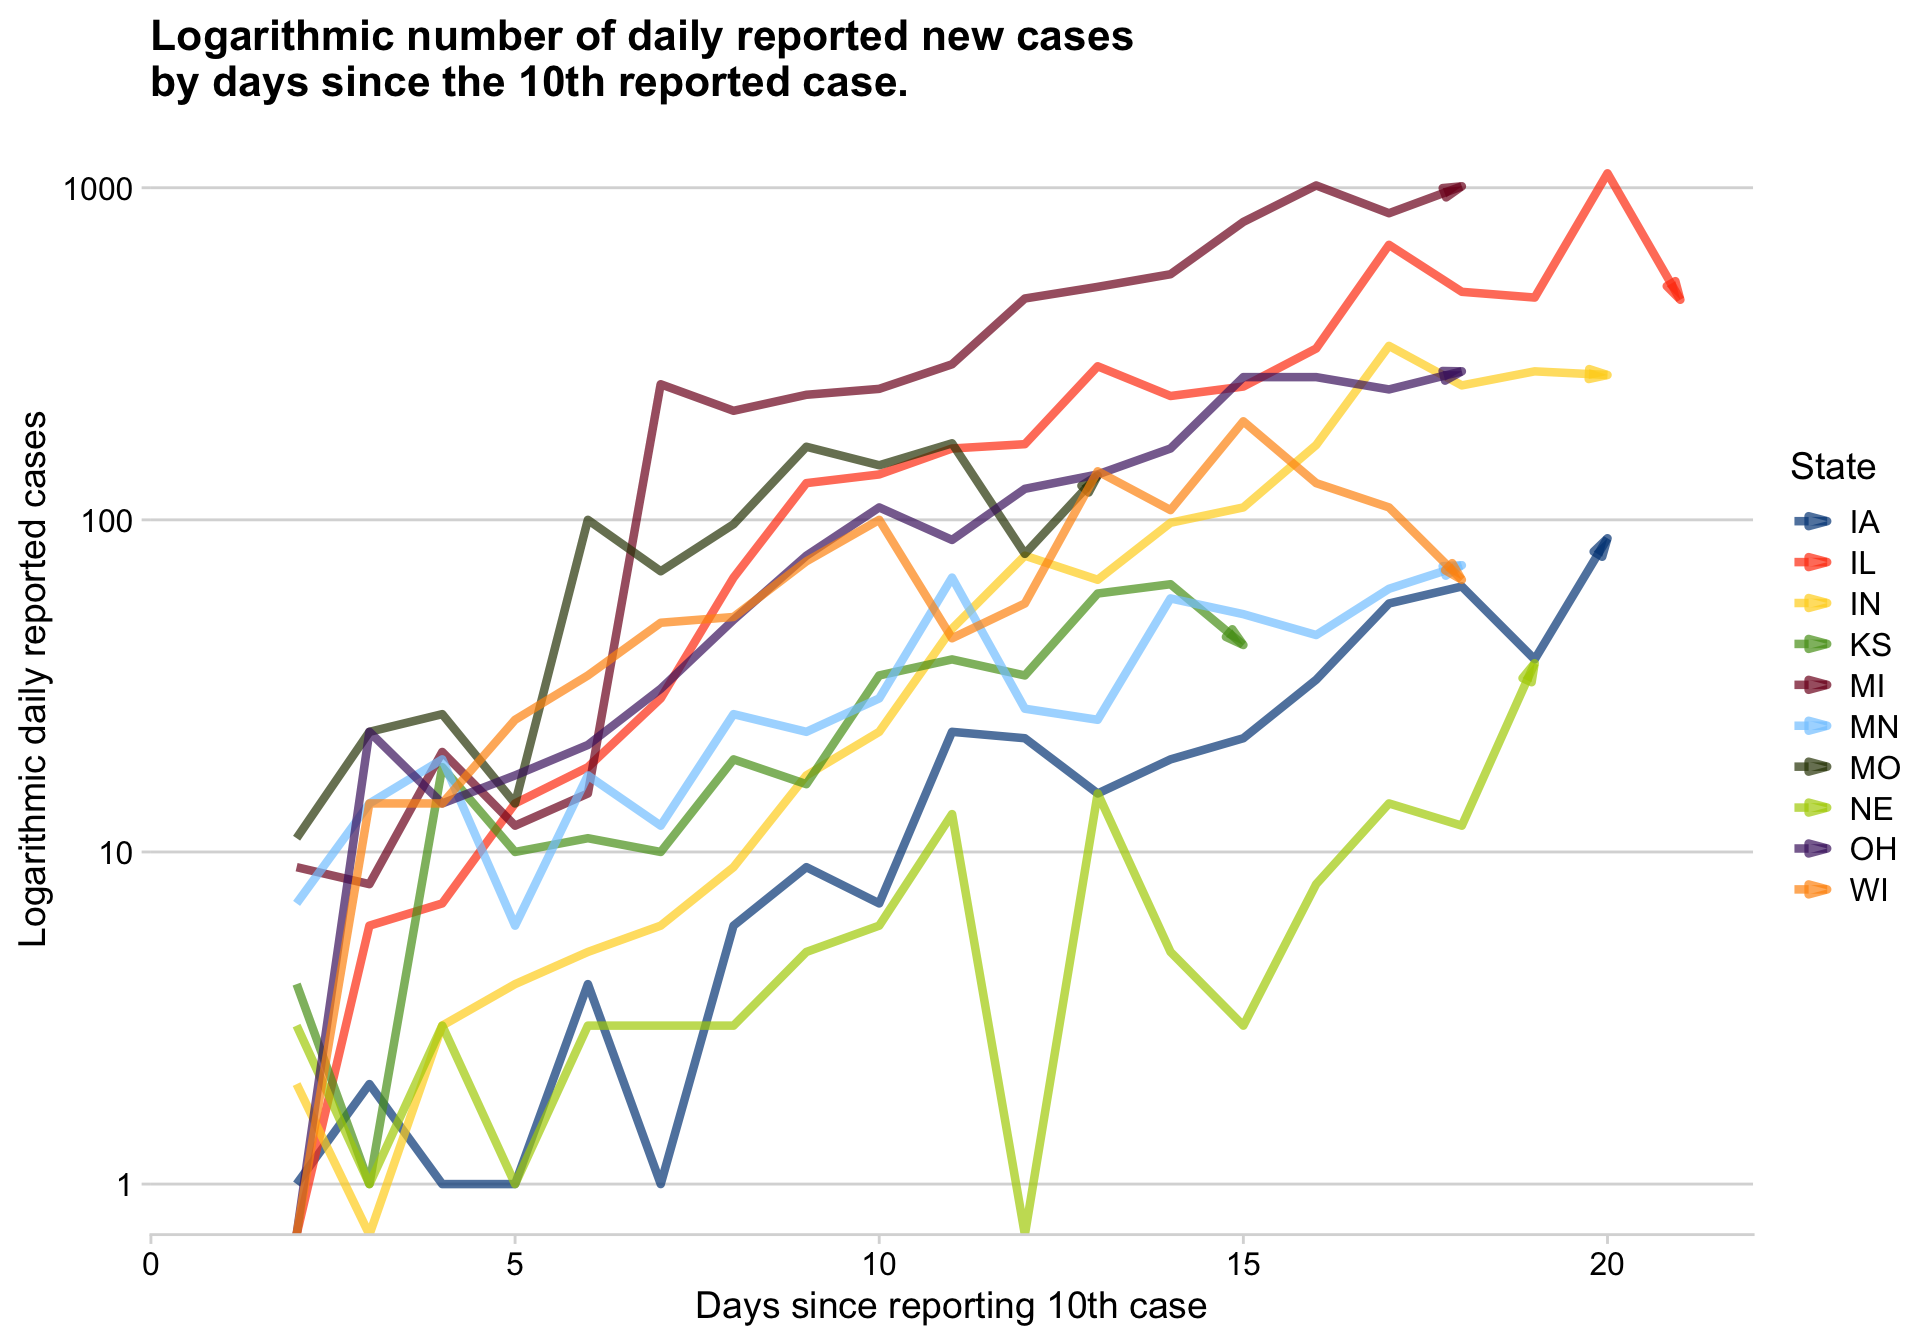 Logarithmic number of daily reported new cases
by days since the 10th reported case.
Logarithmic daily reported cases
1000
100
10
1
0 5 10 15 20
Days since reporting 10th case
State
IA
IL
IN
KS
MI
MN
MO
NE
OH
WI